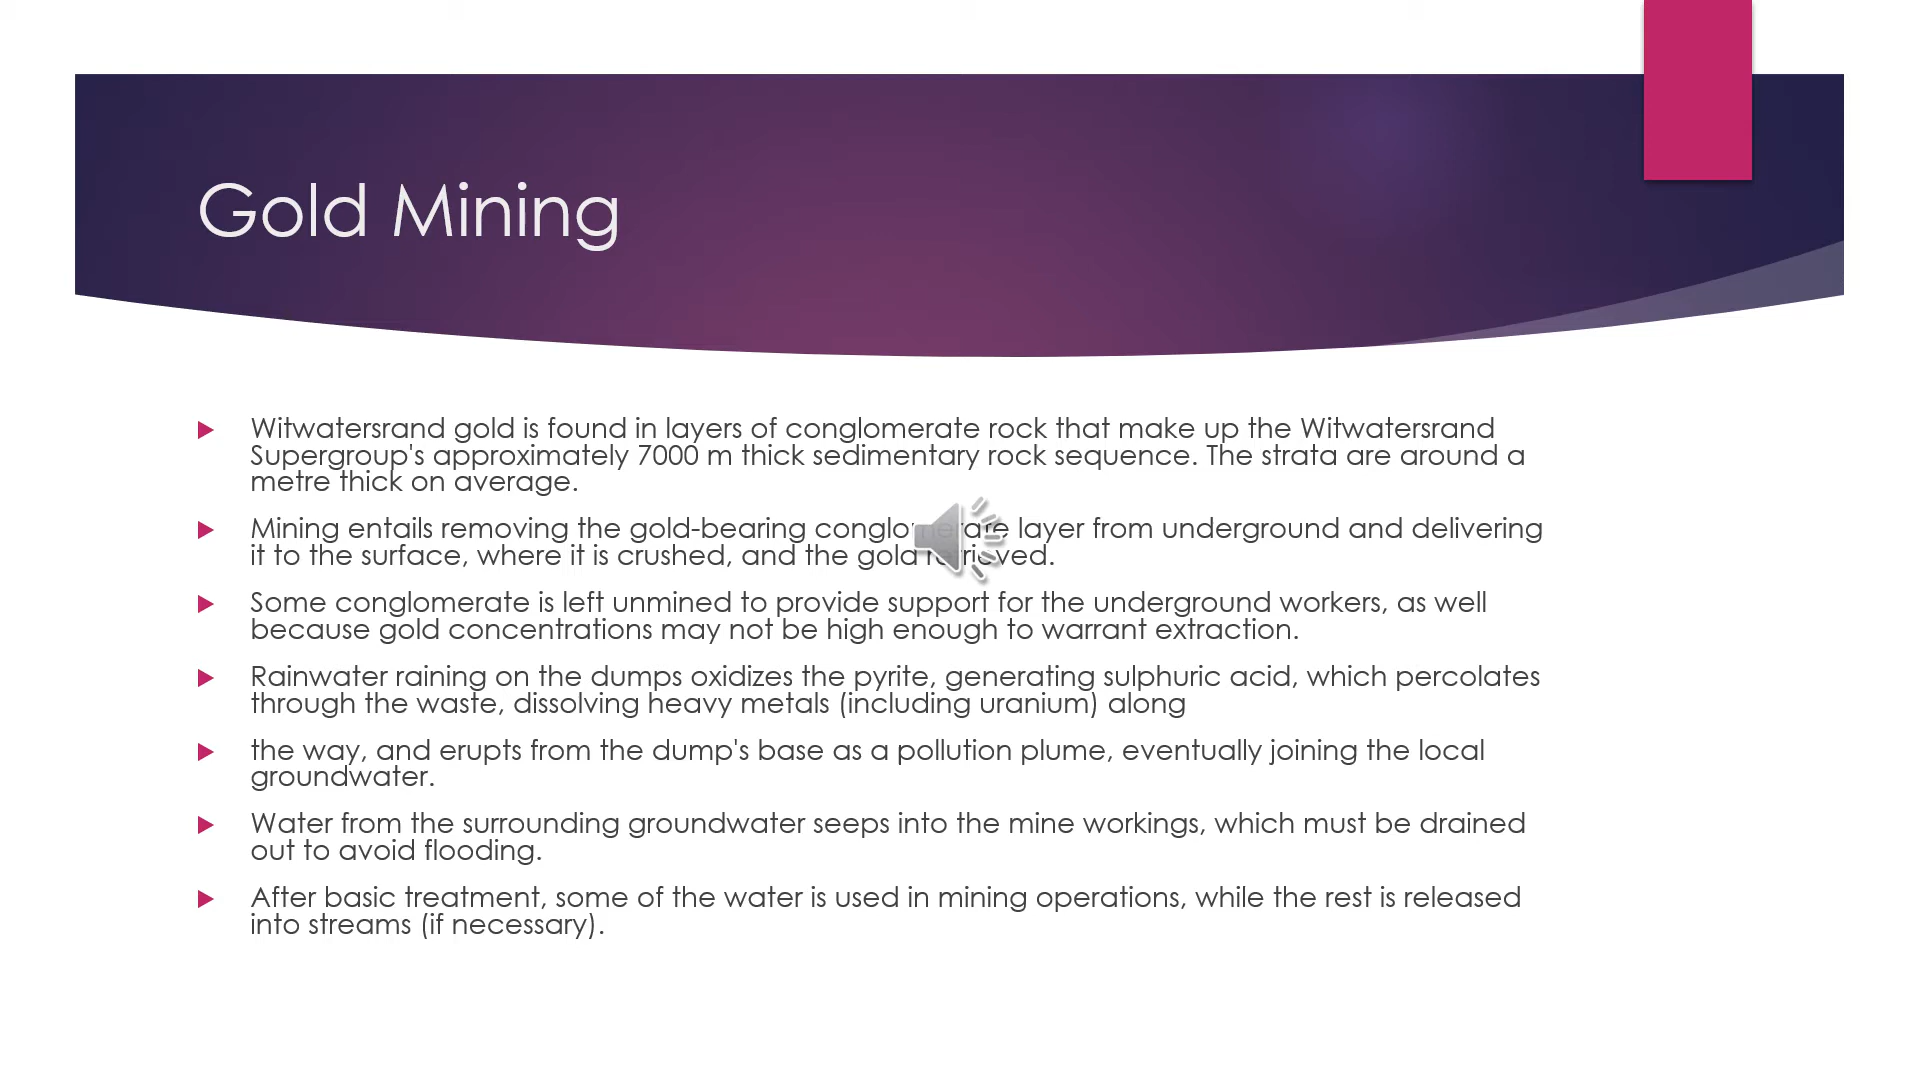 Gold Mining
Witwatersrand gold is found in layers of conglomerate rock that make up the Witwatersrand
Supergroup's approximately 7000 m thick sedimentary rock sequence. The strata are around a
metre thick on average.
Mining entails removing the gold-bearing conglomerate layer from underground and delivering
it to the surface, where it is crushed, and the gold retrieved.
Some conglomerate is left unmined to provide support for the underground workers, as well
because gold concentrations may not be high enough to warrant extraction.
Rainwater raining on the dumps oxidizes the pyrite, generating sulphuric acid, which percolates
through the waste, dissolving heavy metals (including uranium) along
the way, and erupts from the dump's base as a pollution plume, eventually joining the local
groundwater.
Water from the surrounding groundwater seeps into the mine workings, which must be drained
out to avoid flooding.
After basic treatment, some of the water is used in mining operations, while the rest is released
into streams (if necessary).